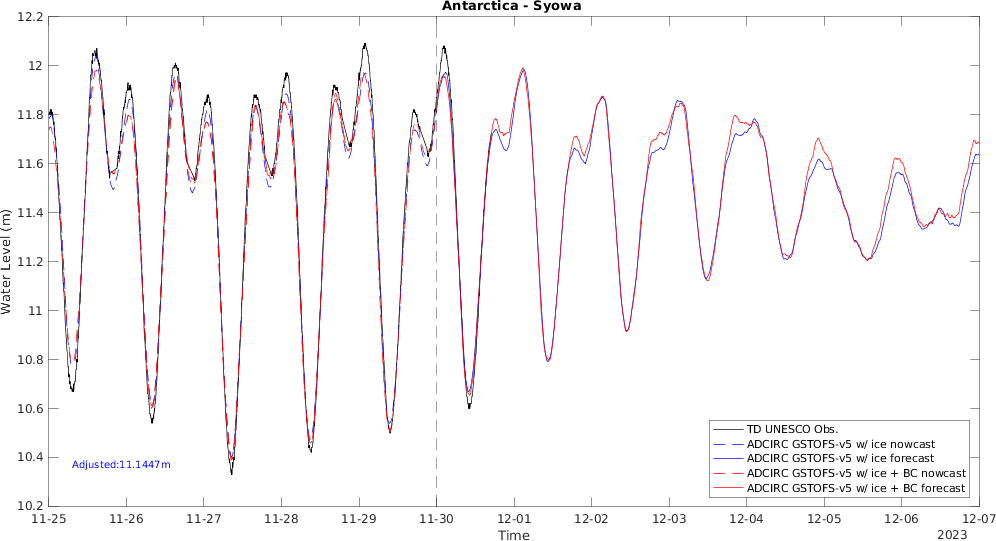 Antarctica - Syowa
12.2
12
11.8
11.6
11.4
11.2
11
10.8
10.6
10.4
10.2
Water Level (m)
Adjusted:11.1447m
TD UNESCO Obs.
ADCIRC GSTOFS-v5 w/ ice nowcast
ADCIRC GSTOFS-v5 w/ ice forecast
ADCIRC GSTOFS-v5 w/ ice + BC nowcast
ADCIRC GSTOFS-v5 w/ ice + BC forecast
11-25 11-26 11-27 11-28 11-29 11-30 12-01 12-02 12-03 12-04 12-05 12-06 12-07
Time
2023